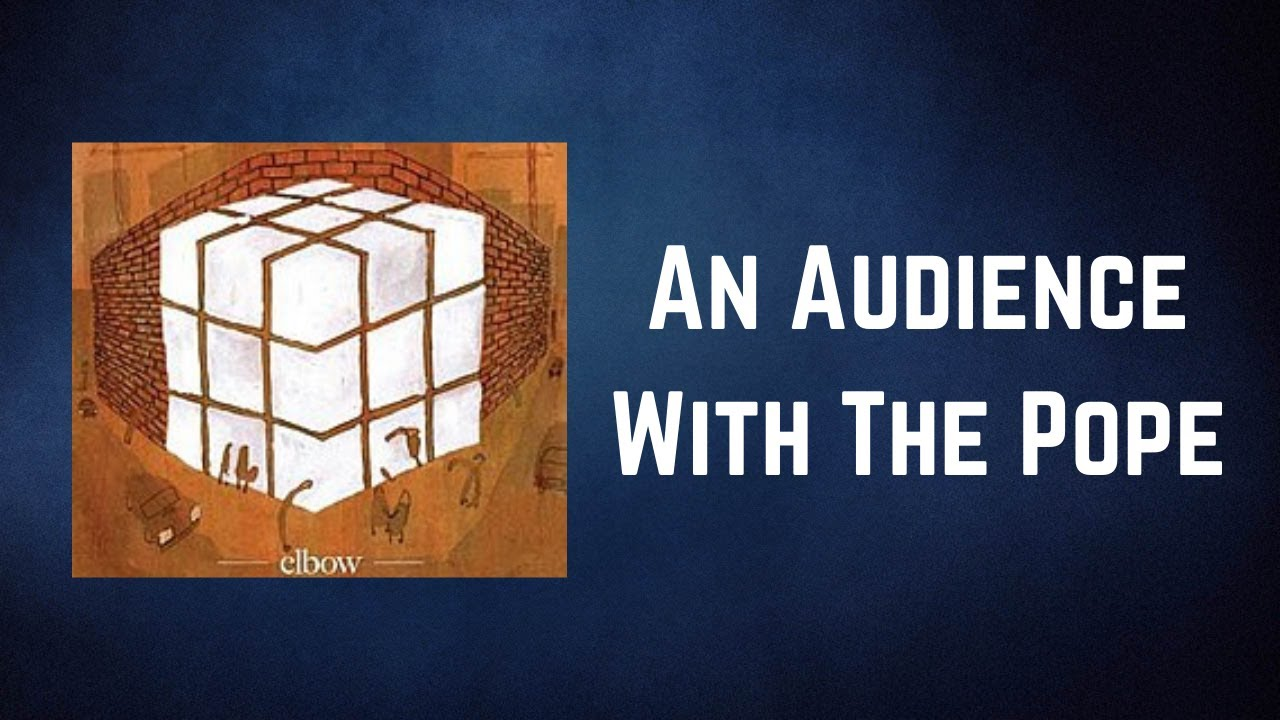 An Audience
With The Pope
elbow